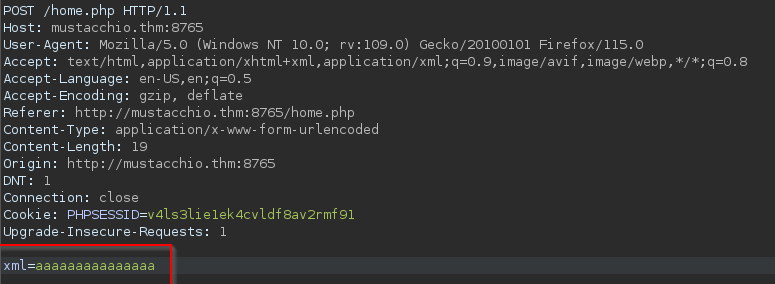 POST /home.php HTTP/1.1
Host: mustacchio.thm:8765
User-Agent: Mozilla/5.0 (Windows NT 10.0; rv:109.0) Gecko/20100101 Firefox/115.0
Accept: text/html,application/xhtml+xml,application/xml;q=0.9,image/avif,image/webp,*/*;q=0.8
Accept-Language: en-US,en;q=0.5
Accept-Encoding: gzip, deflate
Referer: http://mustacchio.thm:8765/home.php
Content-Type: application/x-www-form-urlencoded
Content-Length: 19
Origin: http://mustacchio.thm:8765
DNT: 1
Connection: close
Cookie: PHPSESSID=v4ls3lie1ek4cvldf8av2rmf91
Upgrade-Insecure-Requests: 1
xml=aaaaaaaaaaaaaaa